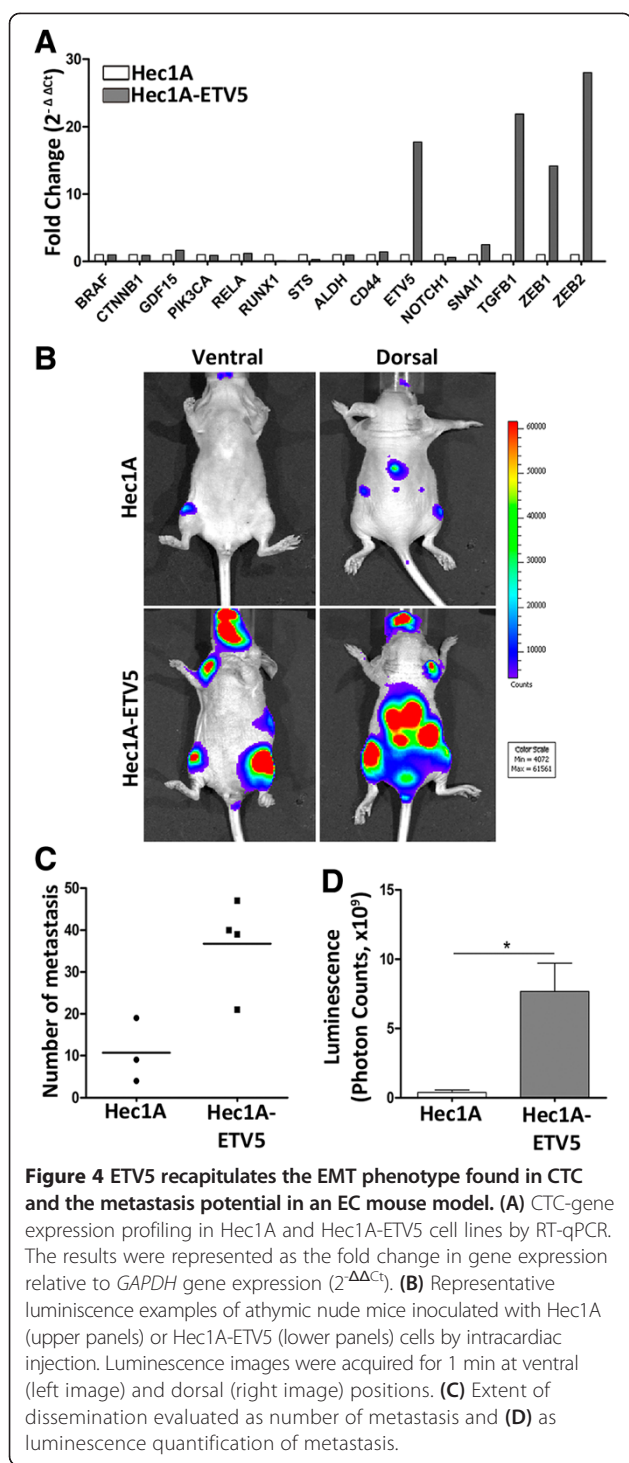 A
Fold Change (2^-Δ ΔCt)
30
20
10
0
Hec1A
Hec1A-ETV5
BRAF
CTNNB1
GDF15
PIK3CA
RELA
RUNX1
STS
ALDH
CD44
ETV5
NOTCH1
SNAI1
TGFB1
ZEB1
ZEB2
B
Ventral
Dorsal
Hec1A
Hec1A-ETV5
60000
50000
40000
30000
20000
10000
Counts
Color Scale
Min = 4072
Max = 61561
C
Number of metastasis
50
40
30
20
10
0
Hec1A
Hec1A-
ETV5
D
Luminescence
(Photon Counts, x10^9)
15
10
5
0
*
Hec1A
Hec1A-
ETV5
Figure 4 ETV5 recapitulates the EMT phenotype found in CTC
and the metastasis potential in an EC mouse model. (A) CTC-gene
expression profiling in Hec1A and Hec1A-ETV5 cell lines by RT-qPCR.
The results were represented as the fold change in gene expression
relative to GAPDH gene expression (2^-ΔΔCt). (B) Representative
luminiscence examples of athymic nude mice inoculated with Hec1A
(upper panels) or Hec1A-ETV5 (lower panels) cells by intracardiac
injection. Luminescence images were acquired for 1 min at ventral
(left image) and dorsal (right image) positions. (C) Extent of
dissemination evaluated as number of metastasis and (D) as
luminescence quantification of metastasis.